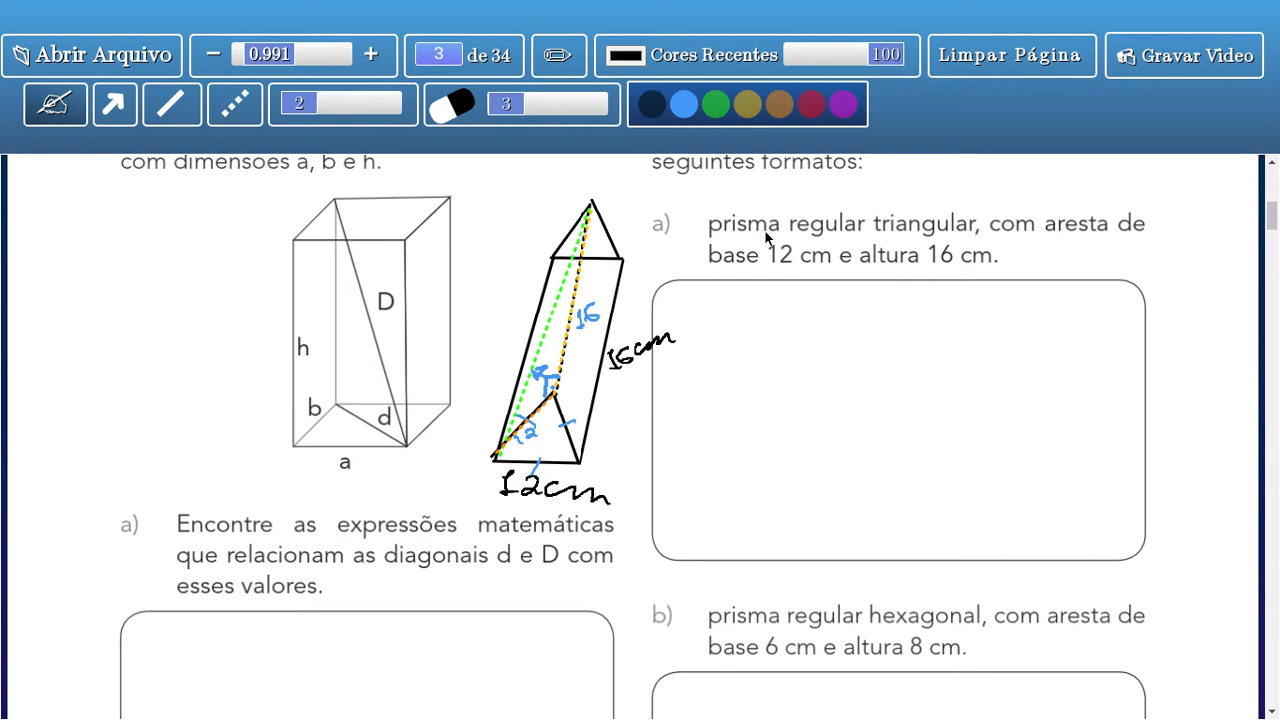 Abrir Arquivo
− 0.991 +
3 de 34
Cores Recentes 100
Limpar Página
Gravar Video
2
3
com dimensões a, b e h.
D
h
b
d
a
16
16cm
12
12cm
a) Encontre as expressões matemáticas
que relacionam as diagonais d e D com
esses valores.
seguintes formatos:
a) prisma regular triangular, com aresta de
base 12 cm e altura 16 cm.
b) prisma regular hexagonal, com aresta de
base 6 cm e altura 8 cm.